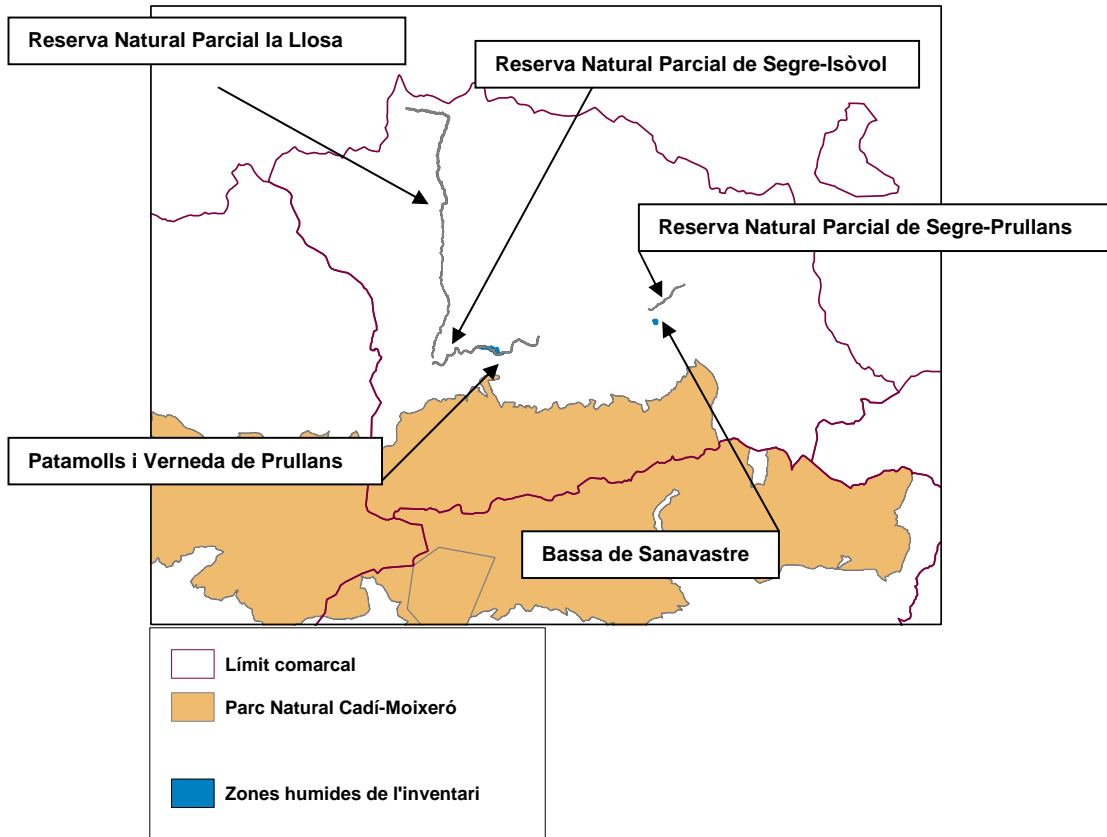 Reserva Natural Parcial la Llosa
Reserva Natural Parcial de Segre-Isòvol
Reserva Natural Parcial de Segre-Prullans
Patamolls i Verneda de Prullans
Bassa de Sanavastre
Límit comarcal
Parc Natural Cadí-Moixeró
Zones humides de l'inventari